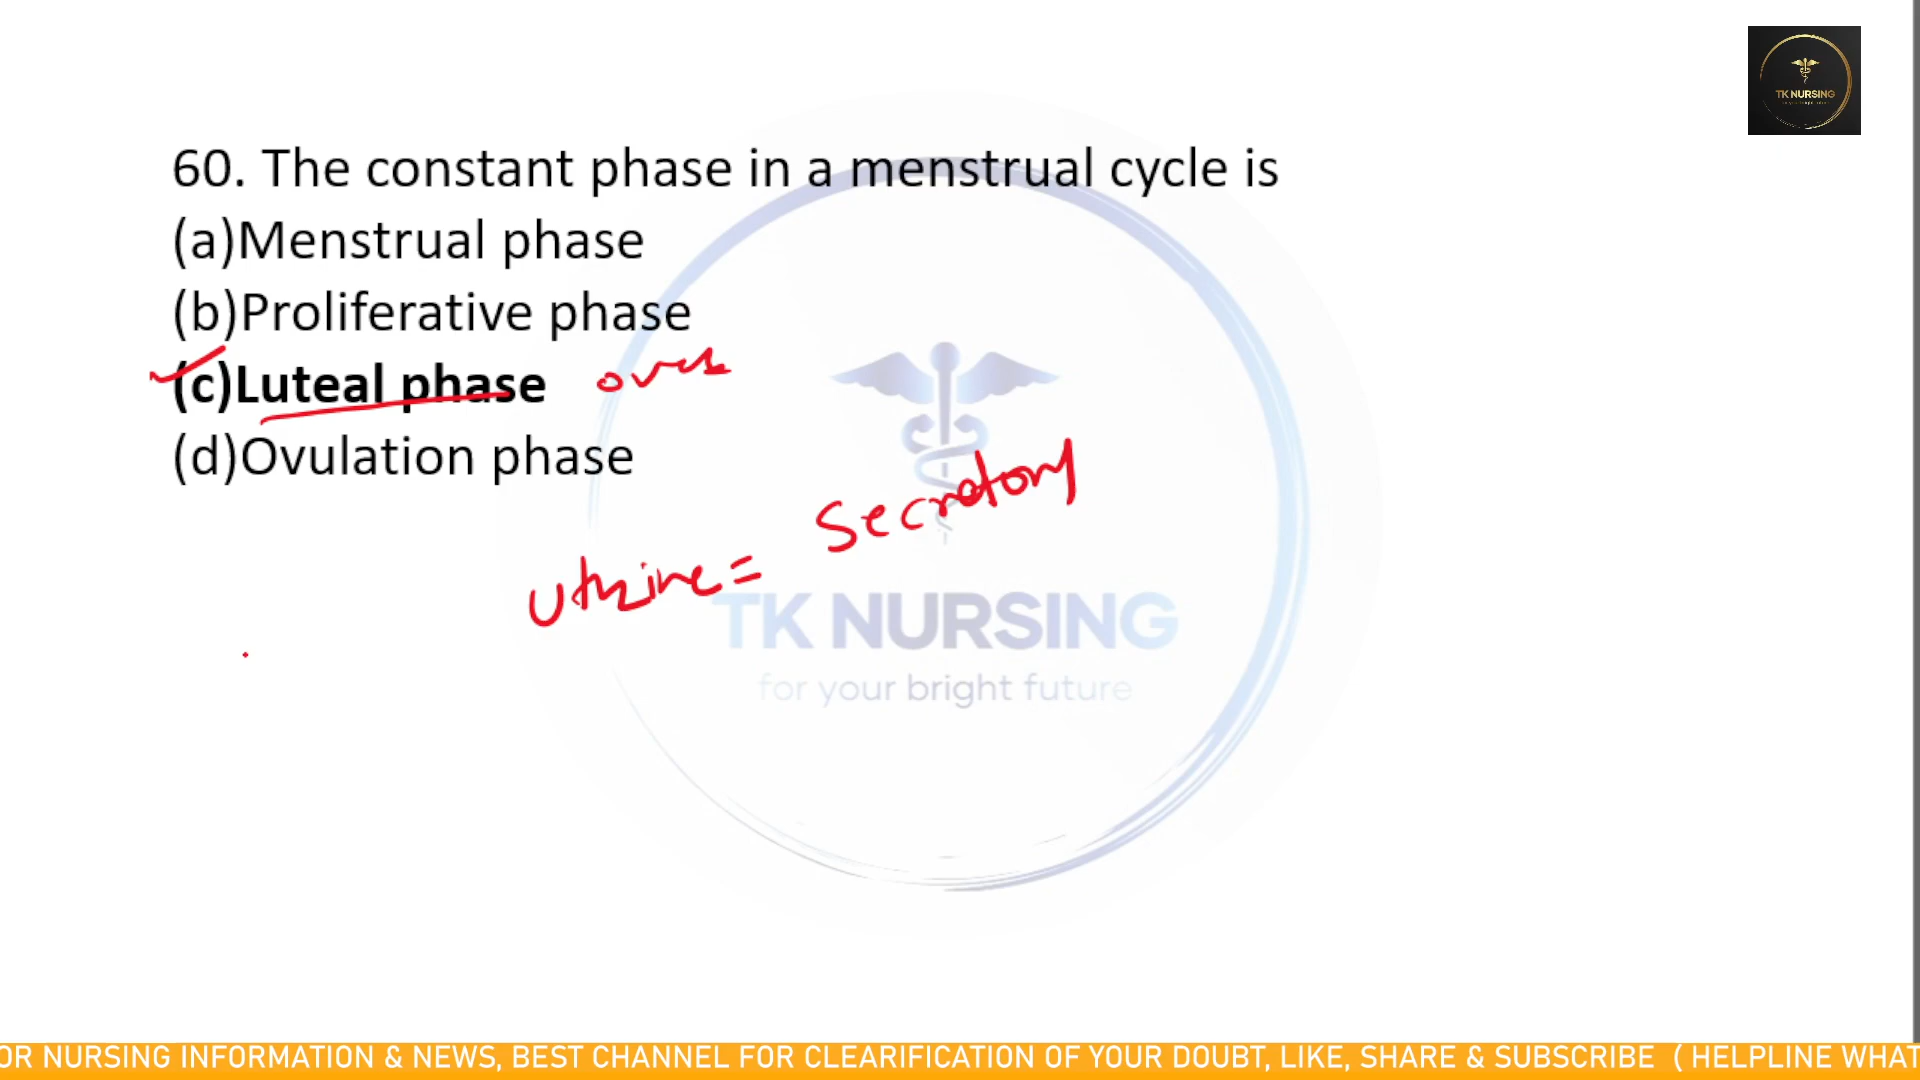 TK NURSING
60. The constant phase in a menstrual cycle is
(a)Menstrual phase
(b)Proliferative phase
(c)Luteal phase
(d)Ovulation phase
Secretory
=
TK NURSING
for your bright future
OR NURSING INFORMATION & NEWS, BEST CHANNEL FOR CLEARIFICATION OF YOUR DOUBT, LIKE, SHARE & SUBSCRIBE ( HELPLINE WHAT